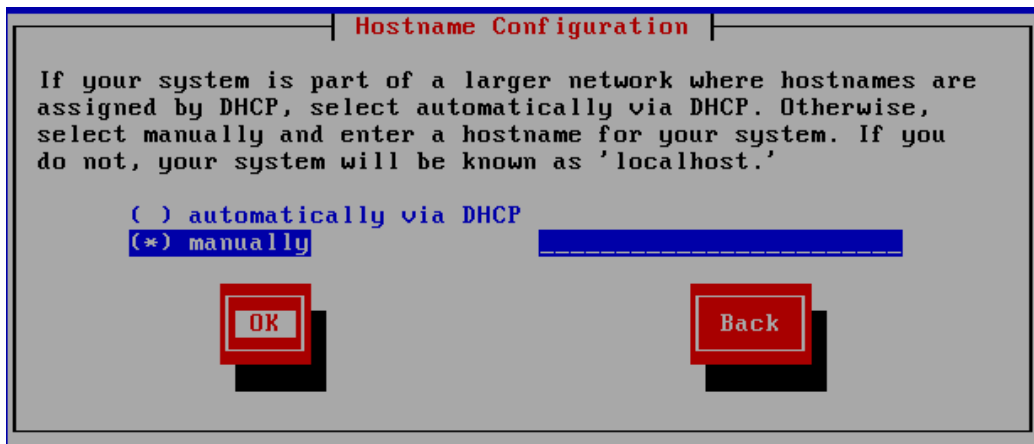 Hostname Configuration
If your system is part of a larger network where hostnames are
assigned by DHCP, select automatically via DHCP. Otherwise,
select manually and enter a hostname for your system. If you
do not, your system will be known as 'localhost.'
( ) automatically via DHCP
(*) manually ________________________
OK Back